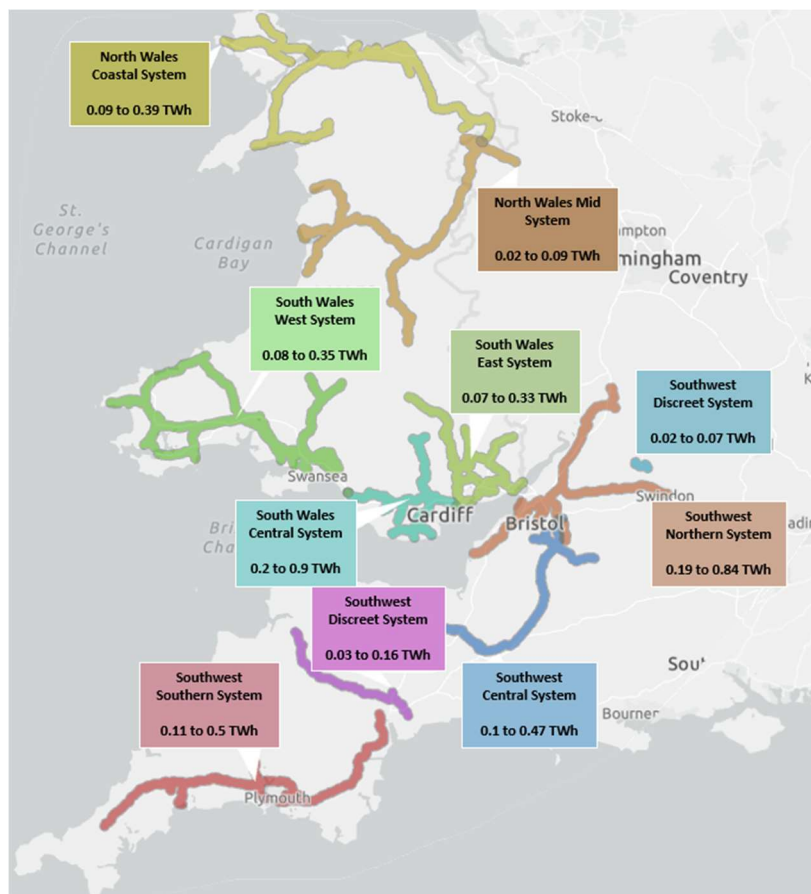 North Wales
Coastal System
0.09 to 0.39 TWh
Stoke-o
North Wales Mid
System
0.02 to 0.09 TWh
St.
George's
Channel
Cardigan
Bay
ampton
mingham
Coventry
South Wales
West System
0.08 to 0.35 TWh
South Wales
East System
0.07 to 0.33 TWh
Southwest
Discreet System
0.02 to 0.07 TWh
Swansea
Swindon
Cardiff
Bristol
South Wales
Central System
0.2 to 0.9 TWh
Southwest
Northern System
0.19 to 0.84 TWh
Southwest
Discreet System
0.03 to 0.16 TWh
Southwest
Southern System
0.11 to 0.5 TWh
Southwest
Central System
0.1 to 0.47 TWh
Sou
Bourner
Plymouth